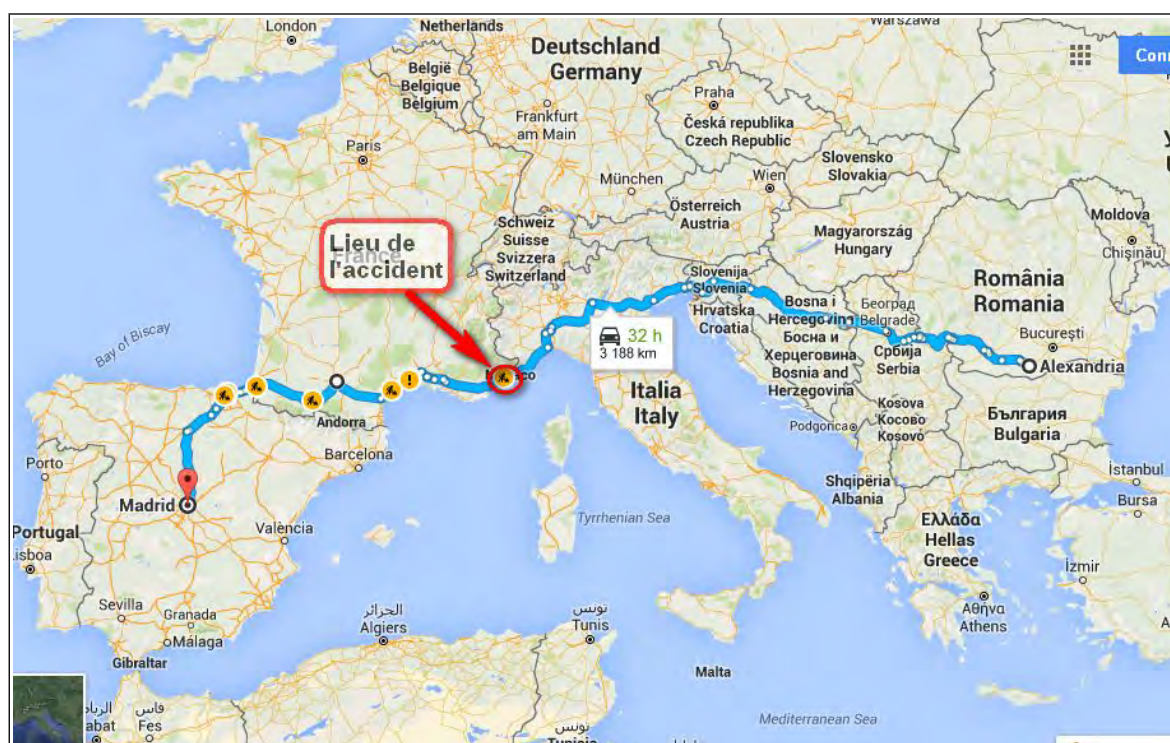 London
Netherlands
Warszawa
Deutschland
Germany
België
Belgique
Belgium
Frankfurt
am Main
Praha
Česká republika
Czech Republic
Paris
Slovensko
Slovakia
München
Wien
Österreich
Austria
Moldova
Chișinău
Schweiz
Suisse
Svizzera
Switzerland
Magyarország
Hungary
Lieu de
France
l'accident
Slovenija
Slovenia
România
Romania
Hrvatska
Croatia
Bosna i
Hercegovina
Босна и
Херцеговина
Bosnia and
Herzegovina
Београд
Belgrade
București
Bay of Biscay
32 h
3 188 km
Србија
Serbia
Alexandria
Italia
Italy
Andorra
Kosova
Косово
Kosovo
България
Bulgaria
Podgorica
Barcelona
Porto
Madrid
İstanbul
Bursa
Shqipëria
Albania
València
Tyrrhenian Sea
Portugal
Ελλάδα
Hellas
Greece
İzmir
Sevilla
Granada
Málaga
الجزائر
Algiers
تونس
Tunis
Αθήνα
Athens
Gibraltar
Malta
فاس
Fes
Mediterranean Sea
تونس